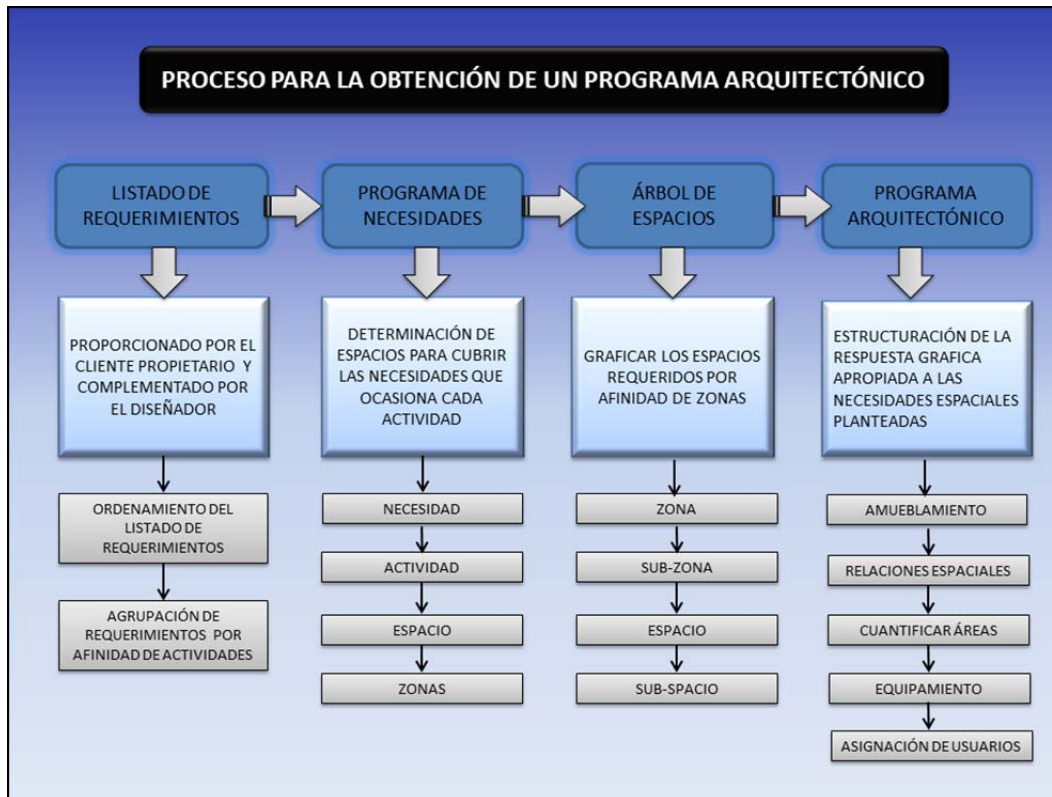 PROCESO PARA LA OBTENCIÓN DE UN PROGRAMA ARQUITECTÓNICO
LISTADO DE
REQUERIMIENTOS
PROGRAMA DE
NECESIDADES
ÁRBOL DE
ESPACIOS
PROGRAMA
ARQUITECTÓNICO
PROPORCIONADO POR EL
CLIENTE PROPIETARIO Y
COMPLEMENTADO POR
EL DISEÑADOR
DETERMINACIÓN DE
ESPACIOS PARA CUBRIR
LAS NECESIDADES QUE
OCASIONA CADA
ACTIVIDAD
GRAFICAR LOS ESPACIOS
REQUERIDOS POR
AFINIDAD DE ZONAS
ESTRUCTURACIÓN DE LA
RESPUESTA GRAFICA
APROPIADA A LAS
NECESIDADES ESPACIALES
PLANTEADAS
ORDENAMIENTO DEL
LISTADO DE
REQUERIMIENTOS
AGRUPACIÓN DE
REQUERIMIENTOS POR
AFINIDAD DE ACTIVIDADES
NECESIDAD
ACTIVIDAD
ESPACIO
ZONAS
ZONA
SUB-ZONA
ESPACIO
SUB-SPACIO
AMUEBLAMIENTO
RELACIONES ESPACIALES
CUANTIFICAR ÁREAS
EQUIPAMIENTO
ASIGNACIÓN DE USUARIOS